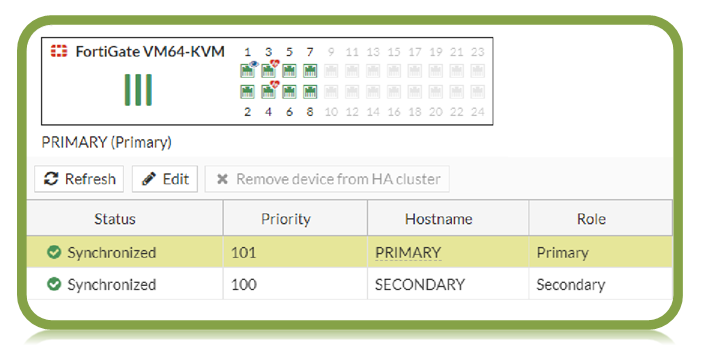 FortiGate VM64-KVM
1 3 5 7 9 11 13 15 17 19 21 23
2 4 6 8 10 12 14 16 18 20 22 24
PRIMARY (Primary)
Refresh Edit Remove device from HA cluster
Status Priority Hostname Role
Synchronized 101 PRIMARY Primary
Synchronized 100 SECONDARY Secondary